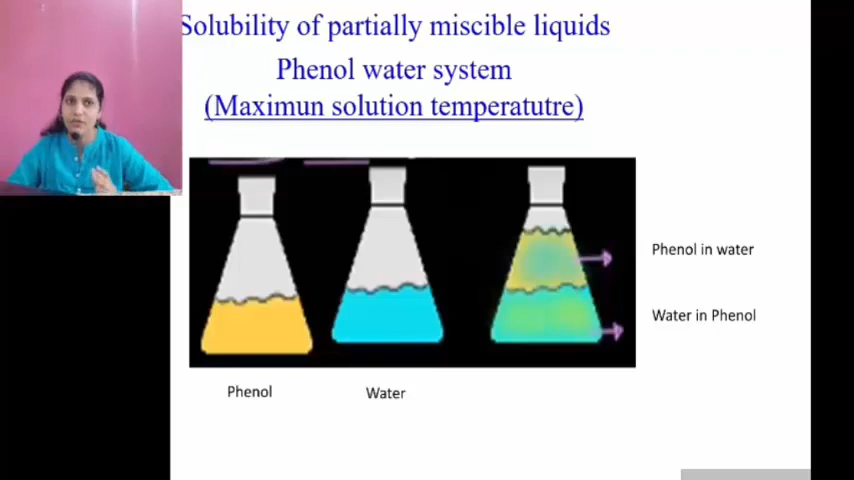 Solubility of partially miscible liquids
Phenol water system
(Maximun solution temperatutre)
Phenol in water
Water in Phenol
Phenol
Water